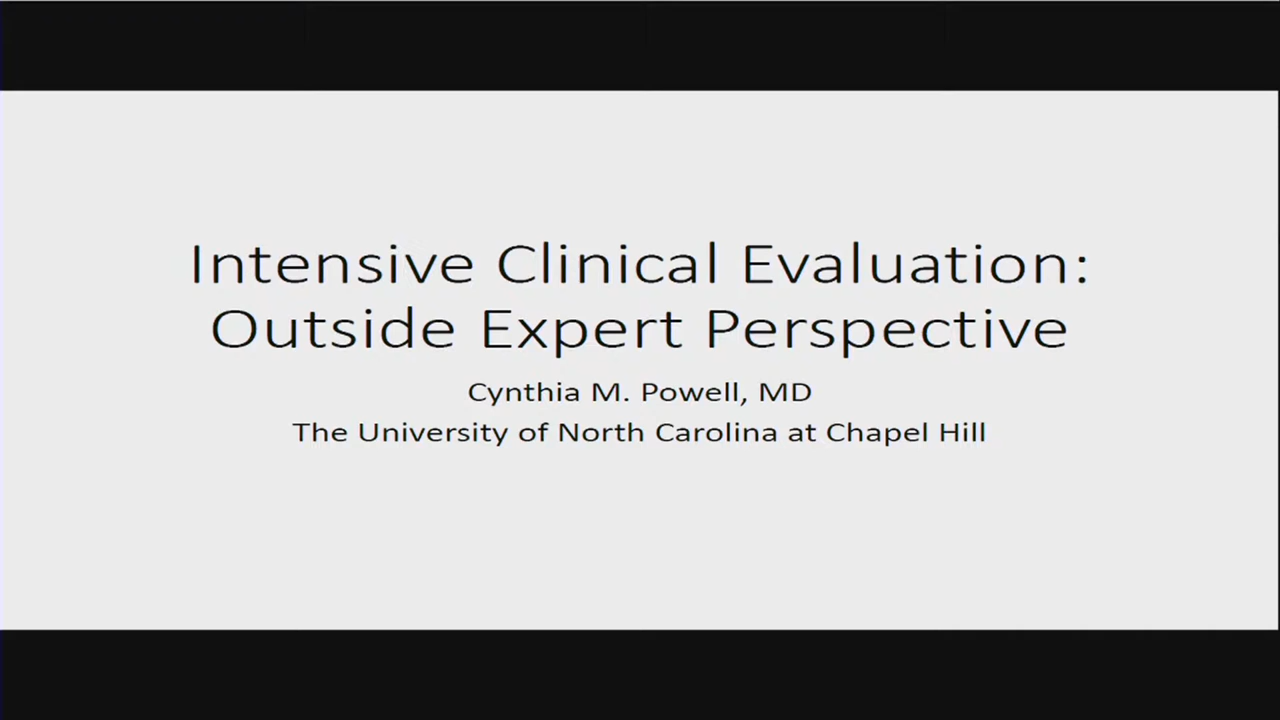 Intensive Clinical Evaluation:
Outside Expert Perspective
Cynthia M. Powell, MD
The University of North Carolina at Chapel Hill